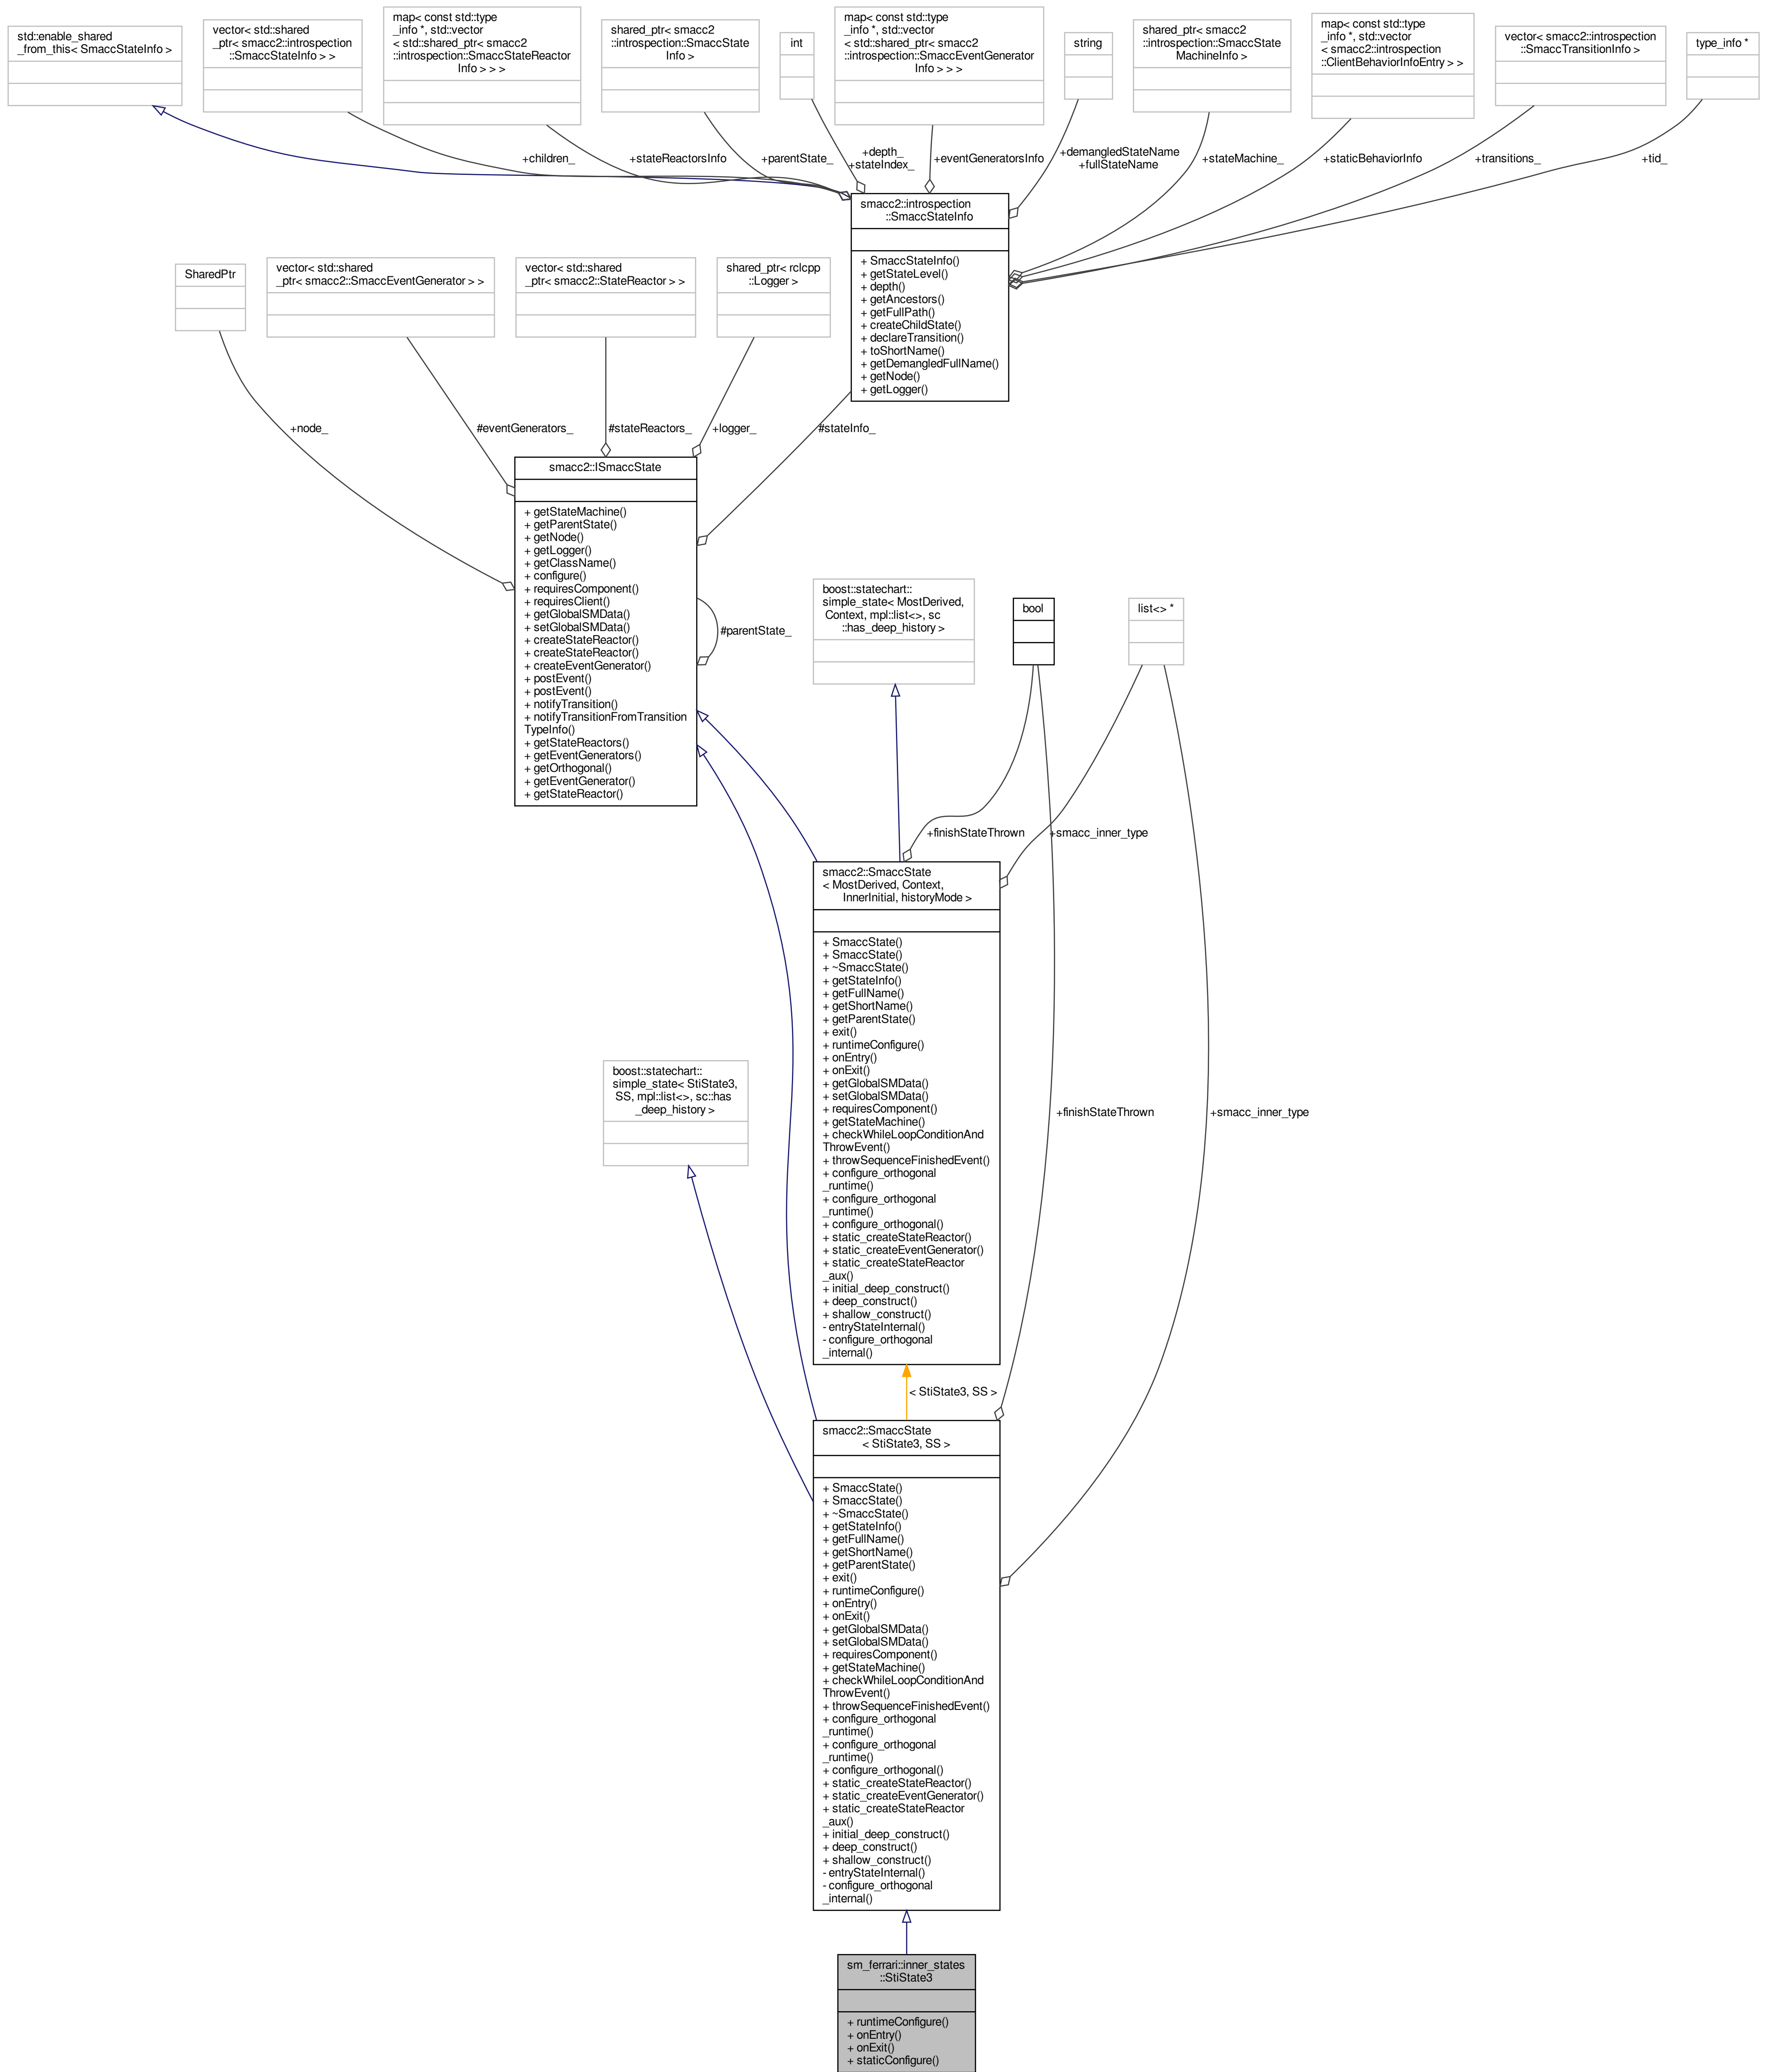 std::enable_shared
_from_this< SmaccStateInfo >
vector< std::shared
_ptr< smacc2::introspection
::SmaccStateInfo > >
map< const std::type
_info *, std::vector
< std::shared_ptr< smacc2
::introspection::SmaccStateReactor
Info > > >
shared_ptr< smacc2
::introspection::SmaccState
Info >
int
map< const std::type
_info *, std::vector
< std::shared_ptr< smacc2
::introspection::SmaccEventGenerator
Info > > >
string
shared_ptr< smacc2
::introspection::SmaccState
MachineInfo >
map< const std::type
_info *, std::vector
< smacc2::introspection
::ClientBehaviorInfoEntry > >
vector< smacc2::introspection
::SmaccTransitionInfo >
type_info *
+children_
+stateReactorsInfo
+parentState_
+depth_
+stateIndex_
+eventGeneratorsInfo
+demangledStateName
+fullStateName
+stateMachine_
+staticBehaviorInfo
+transitions_
+tid_
smacc2::introspection
::SmaccStateInfo
+ SmaccStateInfo()
+ getStateLevel()
+ depth()
+ getAncestors()
+ getFullPath()
+ createChildState()
+ declareTransition()
+ toShortName()
+ getDemangledFullName()
+ getNode()
+ getLogger()
SharedPtr
vector< std::shared
_ptr< smacc2::SmaccEventGenerator > >
vector< std::shared
_ptr< smacc2::StateReactor > >
shared_ptr< rclcpp
::Logger >
+node_
#eventGenerators_
#stateReactors_
+logger_
#stateInfo_
smacc2::ISmaccState
+ getStateMachine()
+ getParentState()
+ getNode()
+ getLogger()
+ getClassName()
+ configure()
+ requiresComponent()
+ requiresClient()
+ getGlobalSMData()
+ setGlobalSMData()
+ createStateReactor()
+ createStateReactor()
+ createEventGenerator()
+ postEvent()
+ postEvent()
+ notifyTransition()
+ notifyTransitionFromTransition
TypeInfo()
+ getStateReactors()
+ getEventGenerators()
+ getOrthogonal()
+ getEventGenerator()
+ getStateReactor()
#parentState_
boost::statechart::
simple_state< MostDerived,
Context, mpl::list<>, sc
::has_deep_history >
bool
list<> *
+finishStateThrown
+smacc_inner_type
smacc2::SmaccState
< MostDerived, Context,
InnerInitial, historyMode >
+ SmaccState()
+ SmaccState()
+ ~SmaccState()
+ getStateInfo()
+ getFullName()
+ getShortName()
+ getParentState()
+ exit()
+ runtimeConfigure()
+ onEntry()
+ onExit()
+ getGlobalSMData()
+ setGlobalSMData()
+ requiresComponent()
+ getStateMachine()
+ checkWhileLoopConditionAnd
ThrowEvent()
+ throwSequenceFinishedEvent()
+ configure_orthogonal
_runtime()
+ configure_orthogonal
_runtime()
+ configure_orthogonal()
+ static_createStateReactor()
+ static_createEventGenerator()
+ static_createStateReactor
_aux()
+ initial_deep_construct()
+ deep_construct()
+ shallow_construct()
- entryStateInternal()
- configure_orthogonal
_internal()
boost::statechart::
simple_state< StiState3,
SS, mpl::list<>, sc::has
_deep_history >
+finishStateThrown
+smacc_inner_type
< StiState3, SS >
smacc2::SmaccState
< StiState3, SS >
+ SmaccState()
+ SmaccState()
+ ~SmaccState()
+ getStateInfo()
+ getFullName()
+ getShortName()
+ getParentState()
+ exit()
+ runtimeConfigure()
+ onEntry()
+ onExit()
+ getGlobalSMData()
+ setGlobalSMData()
+ requiresComponent()
+ getStateMachine()
+ checkWhileLoopConditionAnd
ThrowEvent()
+ throwSequenceFinishedEvent()
+ configure_orthogonal
_runtime()
+ configure_orthogonal
_runtime()
+ configure_orthogonal()
+ static_createStateReactor()
+ static_createEventGenerator()
+ static_createStateReactor
_aux()
+ initial_deep_construct()
+ deep_construct()
+ shallow_construct()
- entryStateInternal()
- configure_orthogonal
_internal()
sm_ferrari::inner_states
::StiState3
+ runtimeConfigure()
+ onEntry()
+ onExit()
+ staticConfigure()